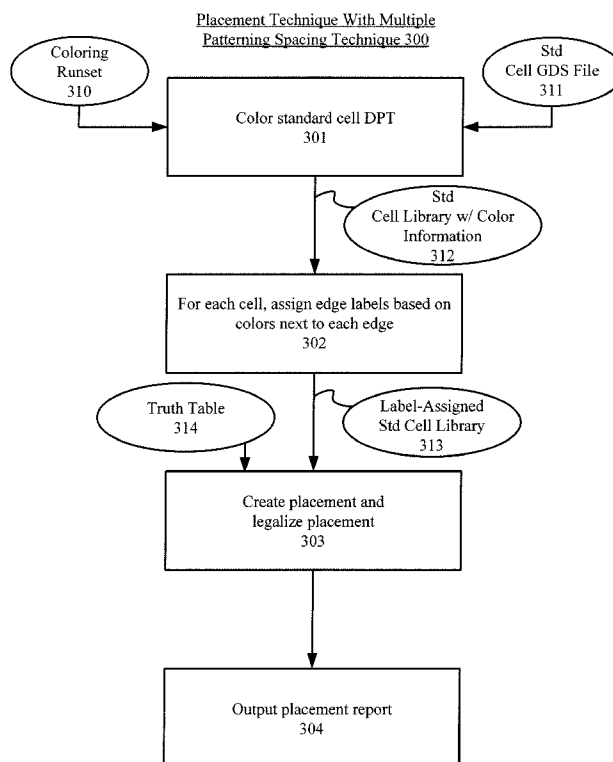 Placement Technique With Multiple
Patterning Spacing Technique 300
Coloring
Runset
310
Std
Cell GDS File
311
Color standard cell DPT
301
Std
Cell Library w/ Color
Information
312
For each cell, assign edge labels based on
colors next to each edge
302
Truth Table
314
Label-Assigned
Std Cell Library
313
Create placement and
legalize placement
303
Output placement report
304